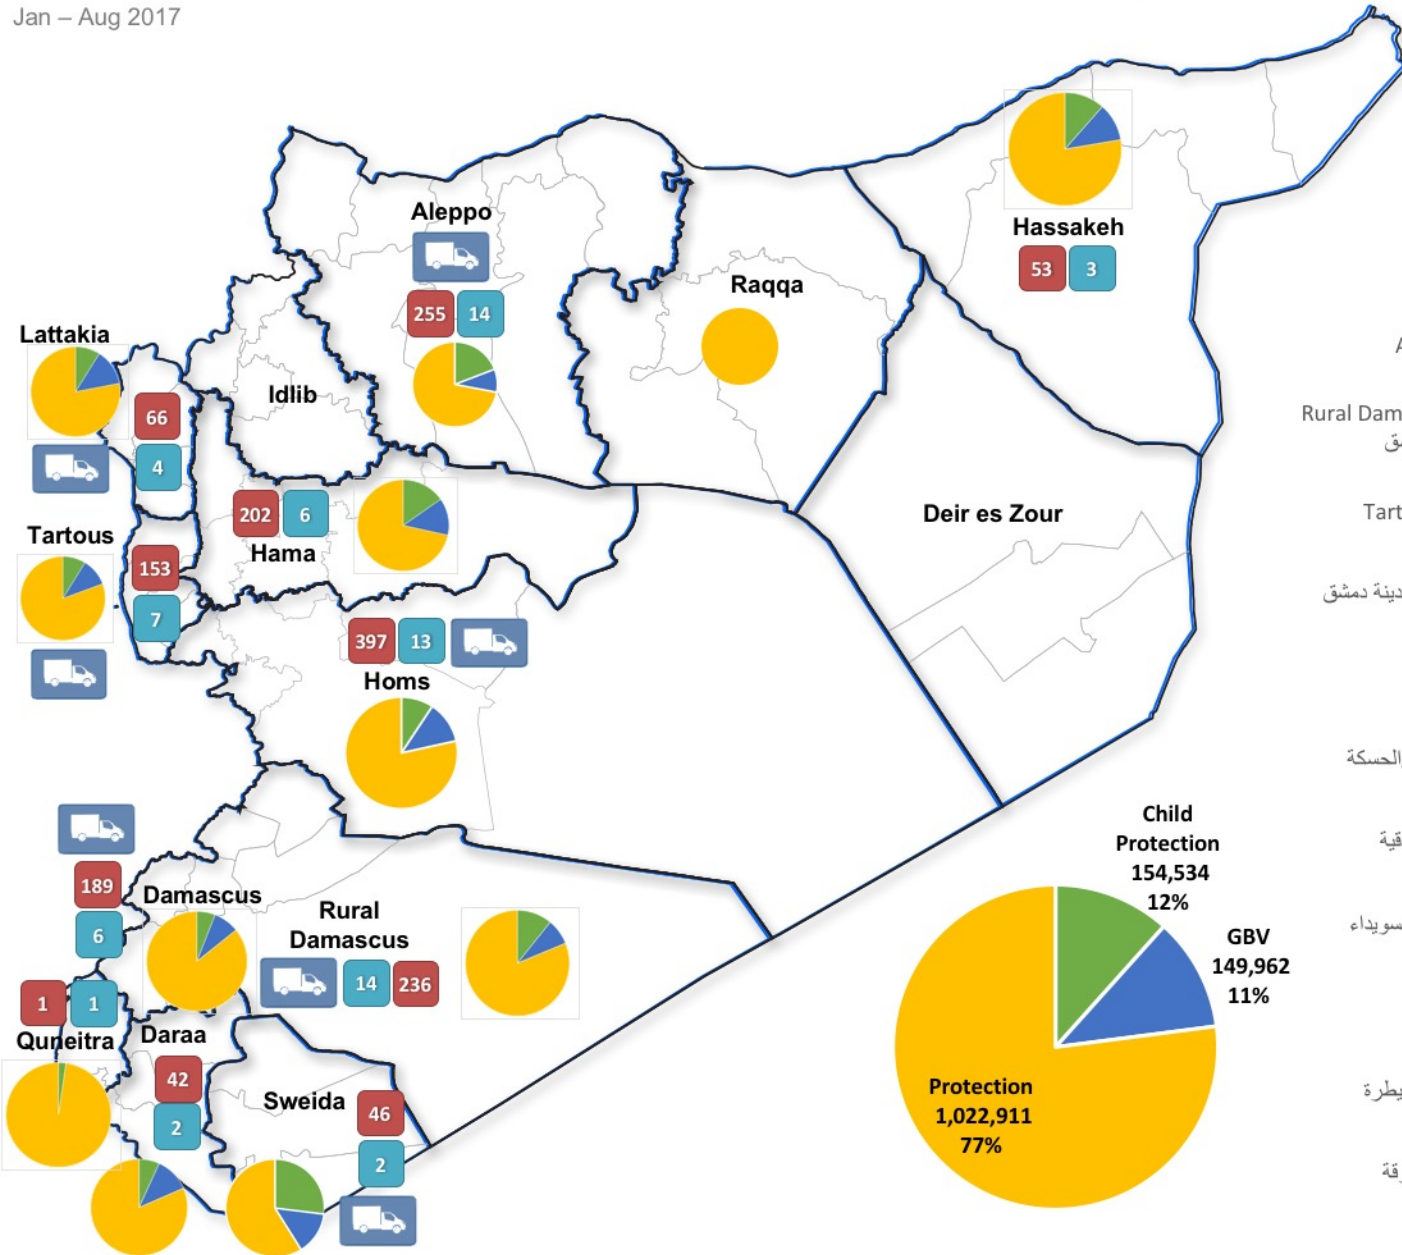 Jan – Aug 2017
Aleppo
255 14
Hassakeh
53 3
Raqqa
Lattakia
66
4
Idlib
Deir es Zour
202 6
Hama
Tartous
153
7
397 13
Homs
189
6
Damascus
Rural
Damascus
14 236
1 1
Quneitra
Daraa
42
2
Sweida
46
2
Child
Protection
154,534
12%
GBV
149,962
11%
Protection
1,022,911
77%
Rural Dam
Tart
دينة دمشق
الحسكة